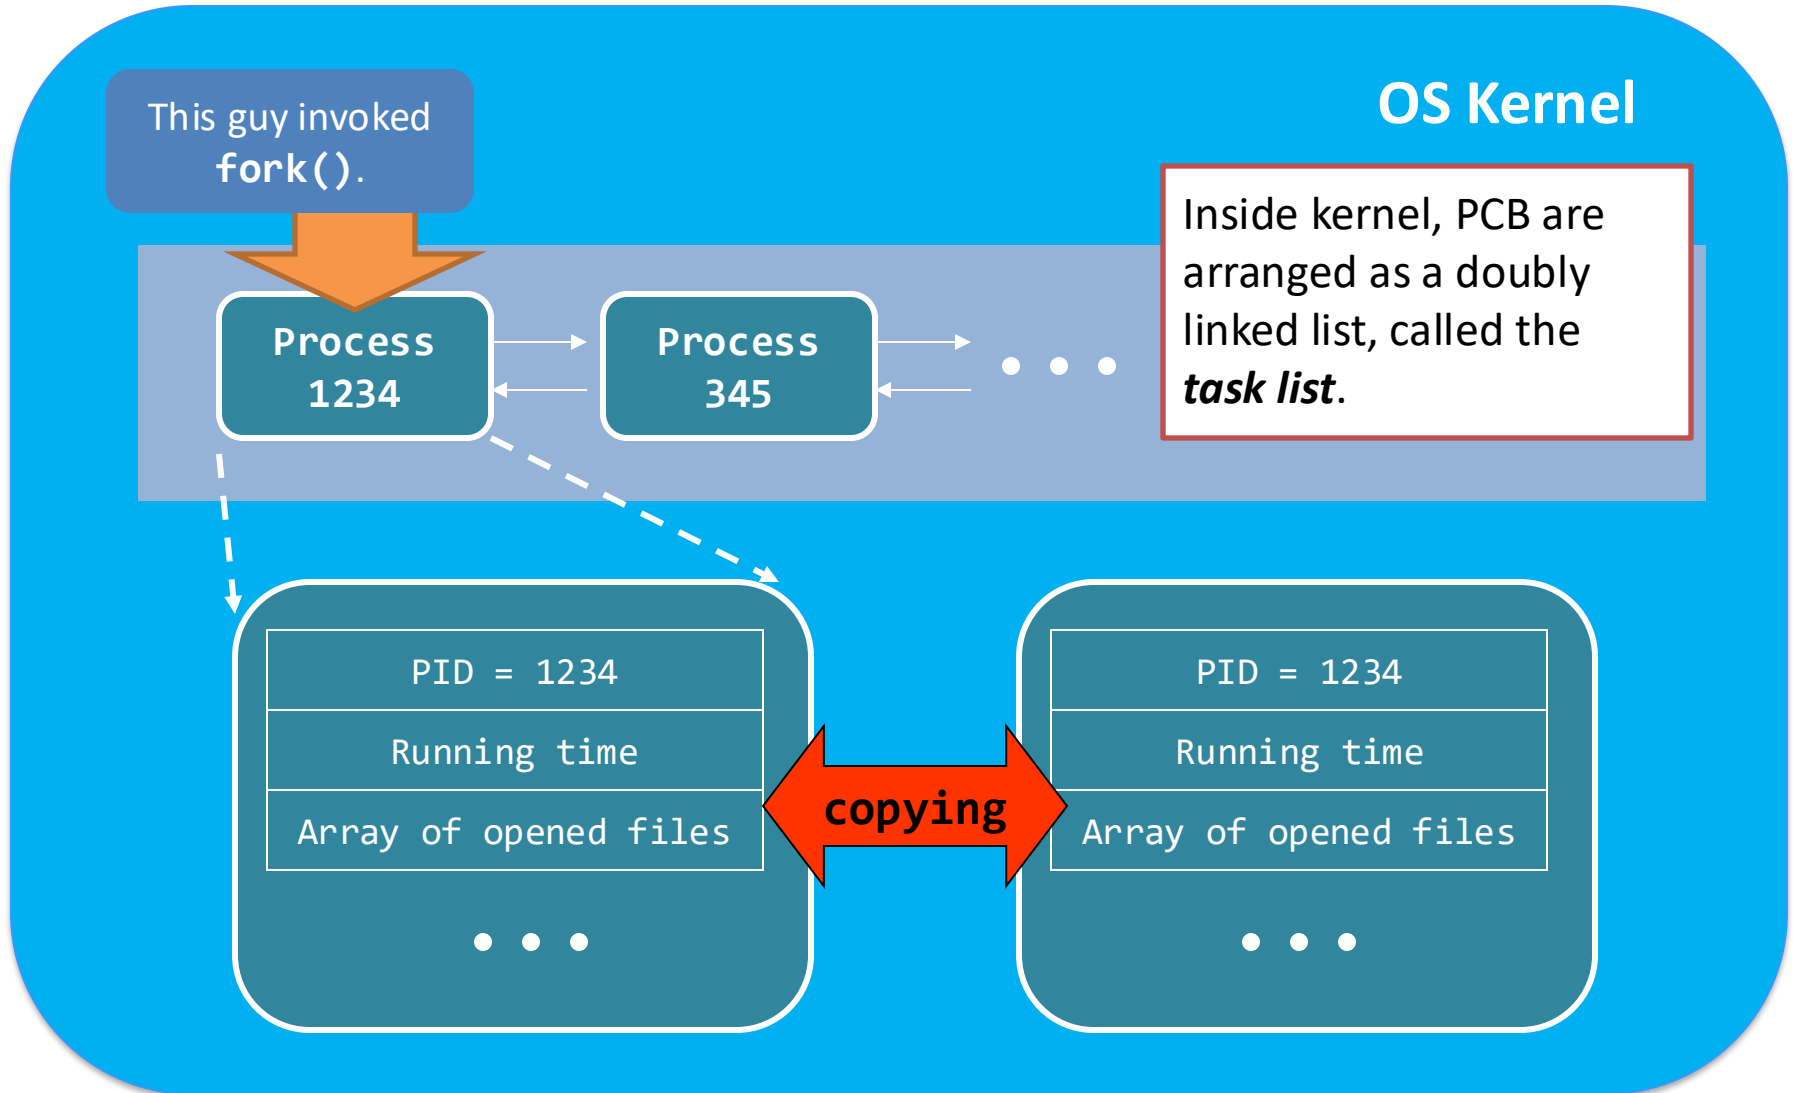 This guy invoked
fork().
OS Kernel
Inside kernel, PCB are
arranged as a doubly
linked list, called the
task list.
Process
1234
Process
345
PID = 1234
Running time
Array of opened files
copying
PID = 1234
Running time
Array of opened files